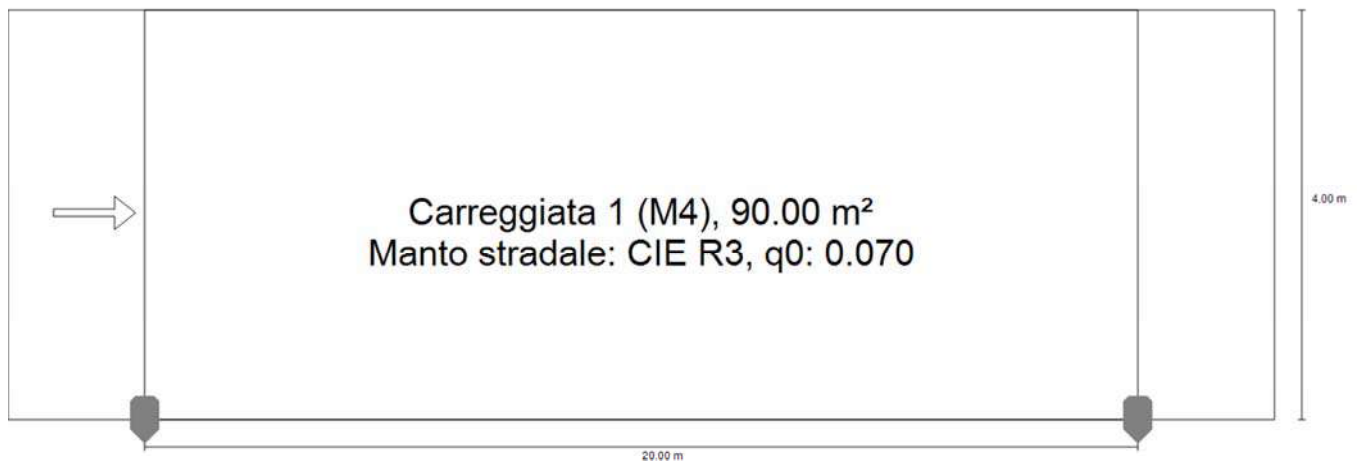 Carreggiata 1 (M4), 90.00 m²
Manto stradale: CIE R3, q0: 0.070
4.00 m
20.00 m